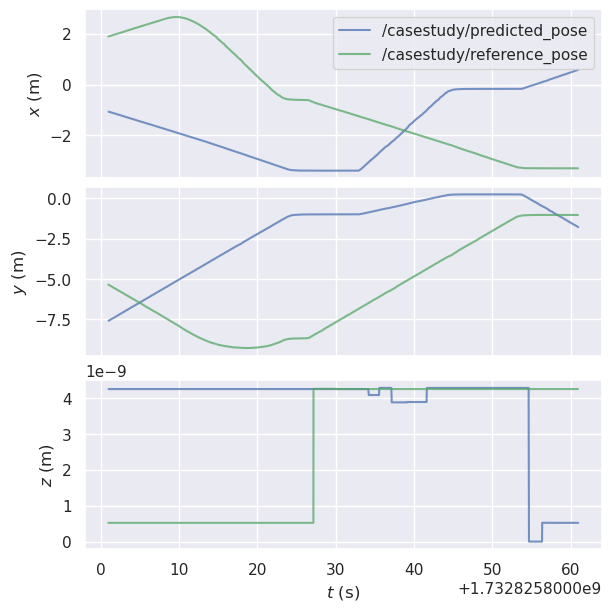 /casestudy/predicted_pose
/casestudy/reference_pose
2
0
−2
x (m)
0.0
−2.5
−5.0
−7.5
y (m)
1e−9
4
3
2
1
0
z (m)
0 10 20 30 40 50 60
t (s)
+1.7328258000e9